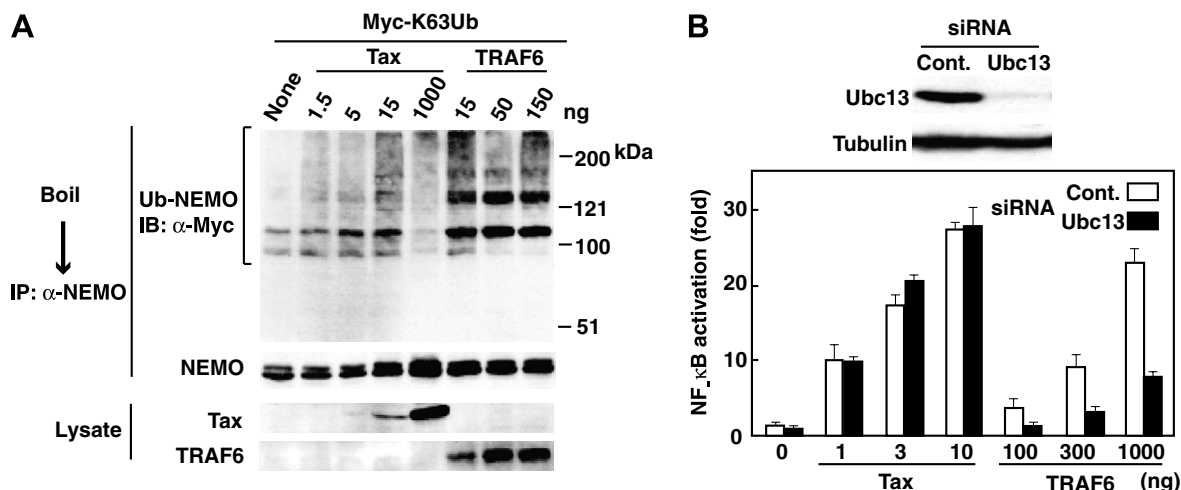 A
Myc-K63Ub
Tax
TRAF6
None
1.5
5
15
1000
15
50
150
ng
200 kDa
121
100
51
Boil
IP: α-NEMO
Ub-NEMO
IB: α-Myc
NEMO
Lysate
Tax
TRAF6
B
siRNA
Cont. Ubc13
Ubc13
Tubulin
NF_κB activation (fold)
30
20
10
0
siRNA
Cont.
Ubc13
0 1 3 10 100 300 1000
Tax TRAF6 (ng)